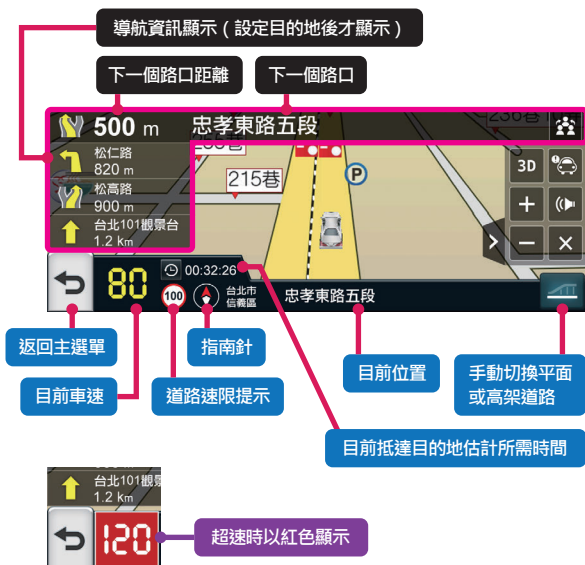 導航資訊顯示 ( 設定目的地後才顯示 )
下一個路口距離
下一個路口
500 m
忠孝東路五段
236巷
松仁路
820 m
215巷
P
3D
松高路
900 m
台北101觀景台
1.2 km
80
00:32:26
100
台北市
信義區
忠孝東路五段
返回主選單
指南針
目前位置
手動切換平面
或高架道路
目前車速
道路速限提示
目前抵達目的地估計所需時間
台北101觀景
1.2 km
120
超速時以紅色顯示